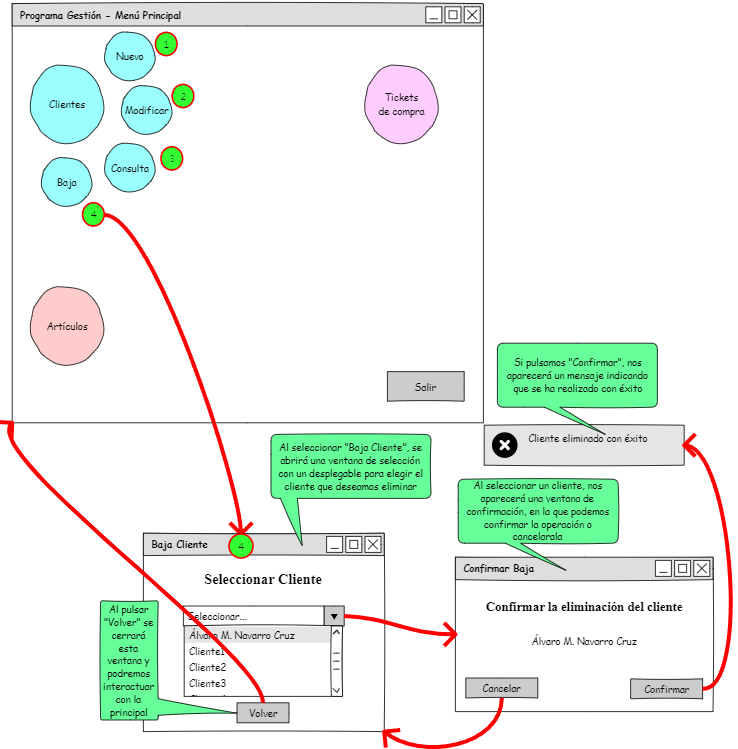 Programa Gestión - Menú Principal
Nuevo
1
Clientes
Modificar
2
Tickets
de compra
Consulta
3
Baja
4
Artículos
Salir
Si pulsamos "Confirmar", nos
aparecerá un mensaje indicando
que se ha realizado con éxito
Cliente eliminado con éxito
Al seleccionar "Baja Cliente", se
abrirá una ventana de selección
con un desplegable para elegir el
cliente que deseamos eliminar
Al seleccionar un cliente, nos
aparecerá una ventana de
confirmación, en la que podemos
confirmar la operación o
cancelarala
Baja Cliente
4
Seleccionar Cliente
Seleccionar...
Álvaro M. Navarro Cruz
Cliente1
Cliente2
Cliente3
Volver
Al pulsar
"Volver" se
cerrará
esta
ventana y
podremos
interactuar
con la
principal
Confirmar Baja
Confirmar la eliminación del cliente
Álvaro M. Navarro Cruz
Cancelar
Confirmar